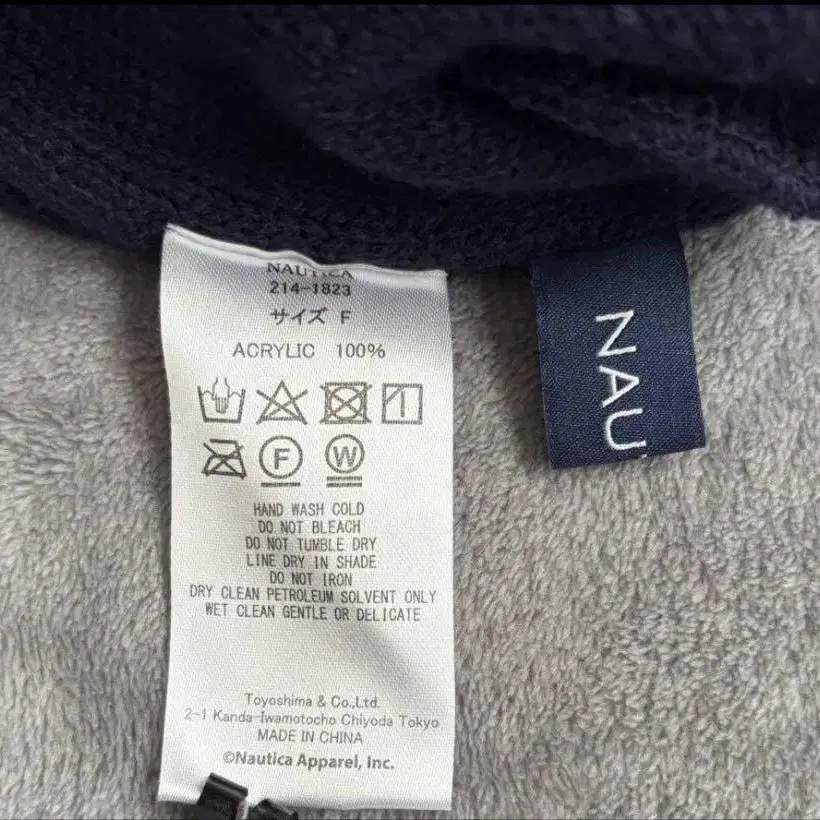 NAUTICA
214-1823
サイズ F
ACRYLIC 100%
F W
HAND WASH COLD
DO NOT BLEACH
DO NOT TUMBLE DRY
LINE DRY IN SHADE
DO NOT IRON
DRY CLEAN PETROLEUM SOLVENT ONLY
WET CLEAN GENTLE OR DELICATE
Toyoshima & Co.,Ltd.
2-1 Kanda-Iwamotocho Chiyoda Tokyo
MADE IN CHINA
©Nautica Apparel, Inc.
NAU